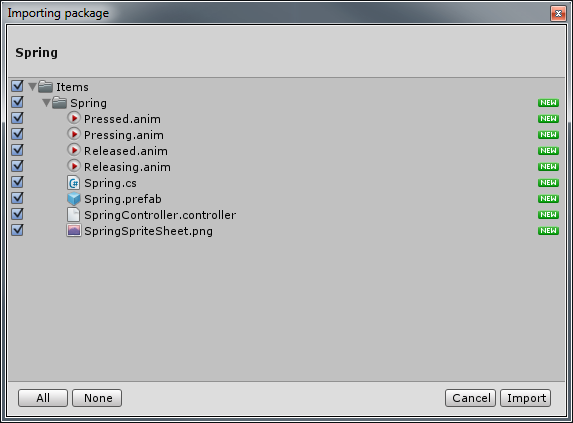 Importing package
Spring
Items
Spring NEW
Pressed.anim NEW
Pressing.anim NEW
Released.anim NEW
Releasing.anim NEW
C# Spring.cs NEW
Spring.prefab NEW
SpringController.controller NEW
SpringSpriteSheet.png NEW
All None Cancel Import